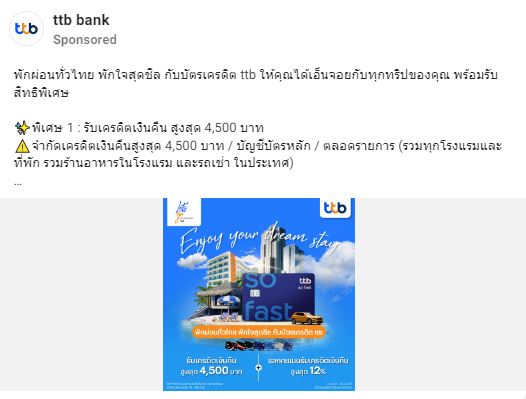 ttb bank
Sponsored
พักผ่อนทั่วไทย พักใจสุดชิล กับบัตรเครดิต ttb ให้คุณได้เอ็นจอยกับทุกทริปของคุณ พร้อมรับ
สิทธิพิเศษ
✨พิเศษ 1 : รับเครดิตเงินคืน สูงสุด 4,500 บาท
⚠️จำกัดเครดิตเงินคืนสูงสุด 4,500 บาท / บัญชีบัตรหลัก / ตลอดรายการ (รวมทุกโรงแรมและ
ที่พัก รวมร้านอาหารในโรงแรม และรถเช่า ในประเทศ)
...
ttb
Enjoy your dream stay
ttb
so fast
พักผ่อนทั่วไทย พักใจสุดชิล กับบัตรเครดิต ttb
รับเครดิตเงินคืน
สูงสุด 4,500 บาท
+
แลกคะแนนรับเครดิตเงินคืน
สูงสุด 12%